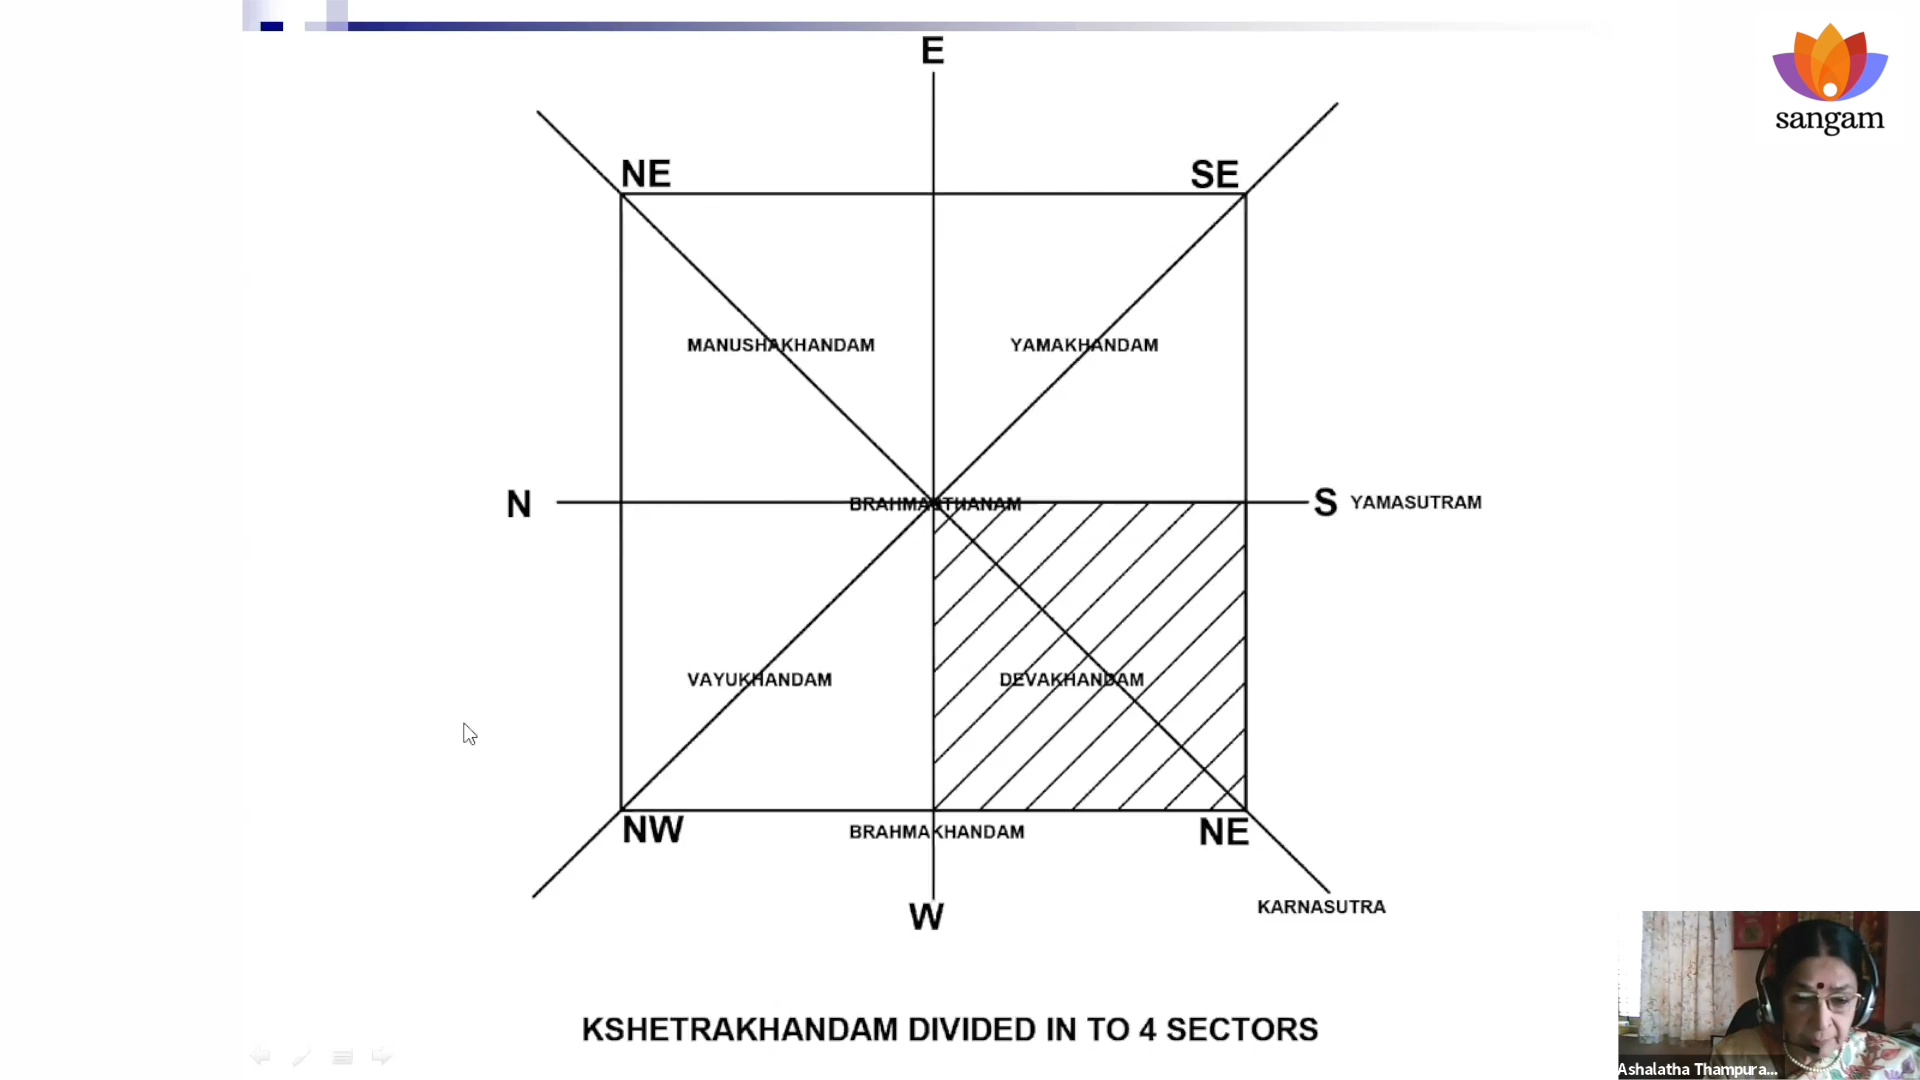 E
sangam
NE
SE
MANUSHAKHANDAM
YAMAKHANDAM
N
BRAHMASTHANAM
S
YAMASUTRAM
VAYUKHANDAM
DEVAKHANDAM
NW
BRAHMAKHANDAM
NE
KARNASUTRA
W
KSHETRAKHANDAM DIVIDED IN TO 4 SECTORS
Ashalatha Thampura...